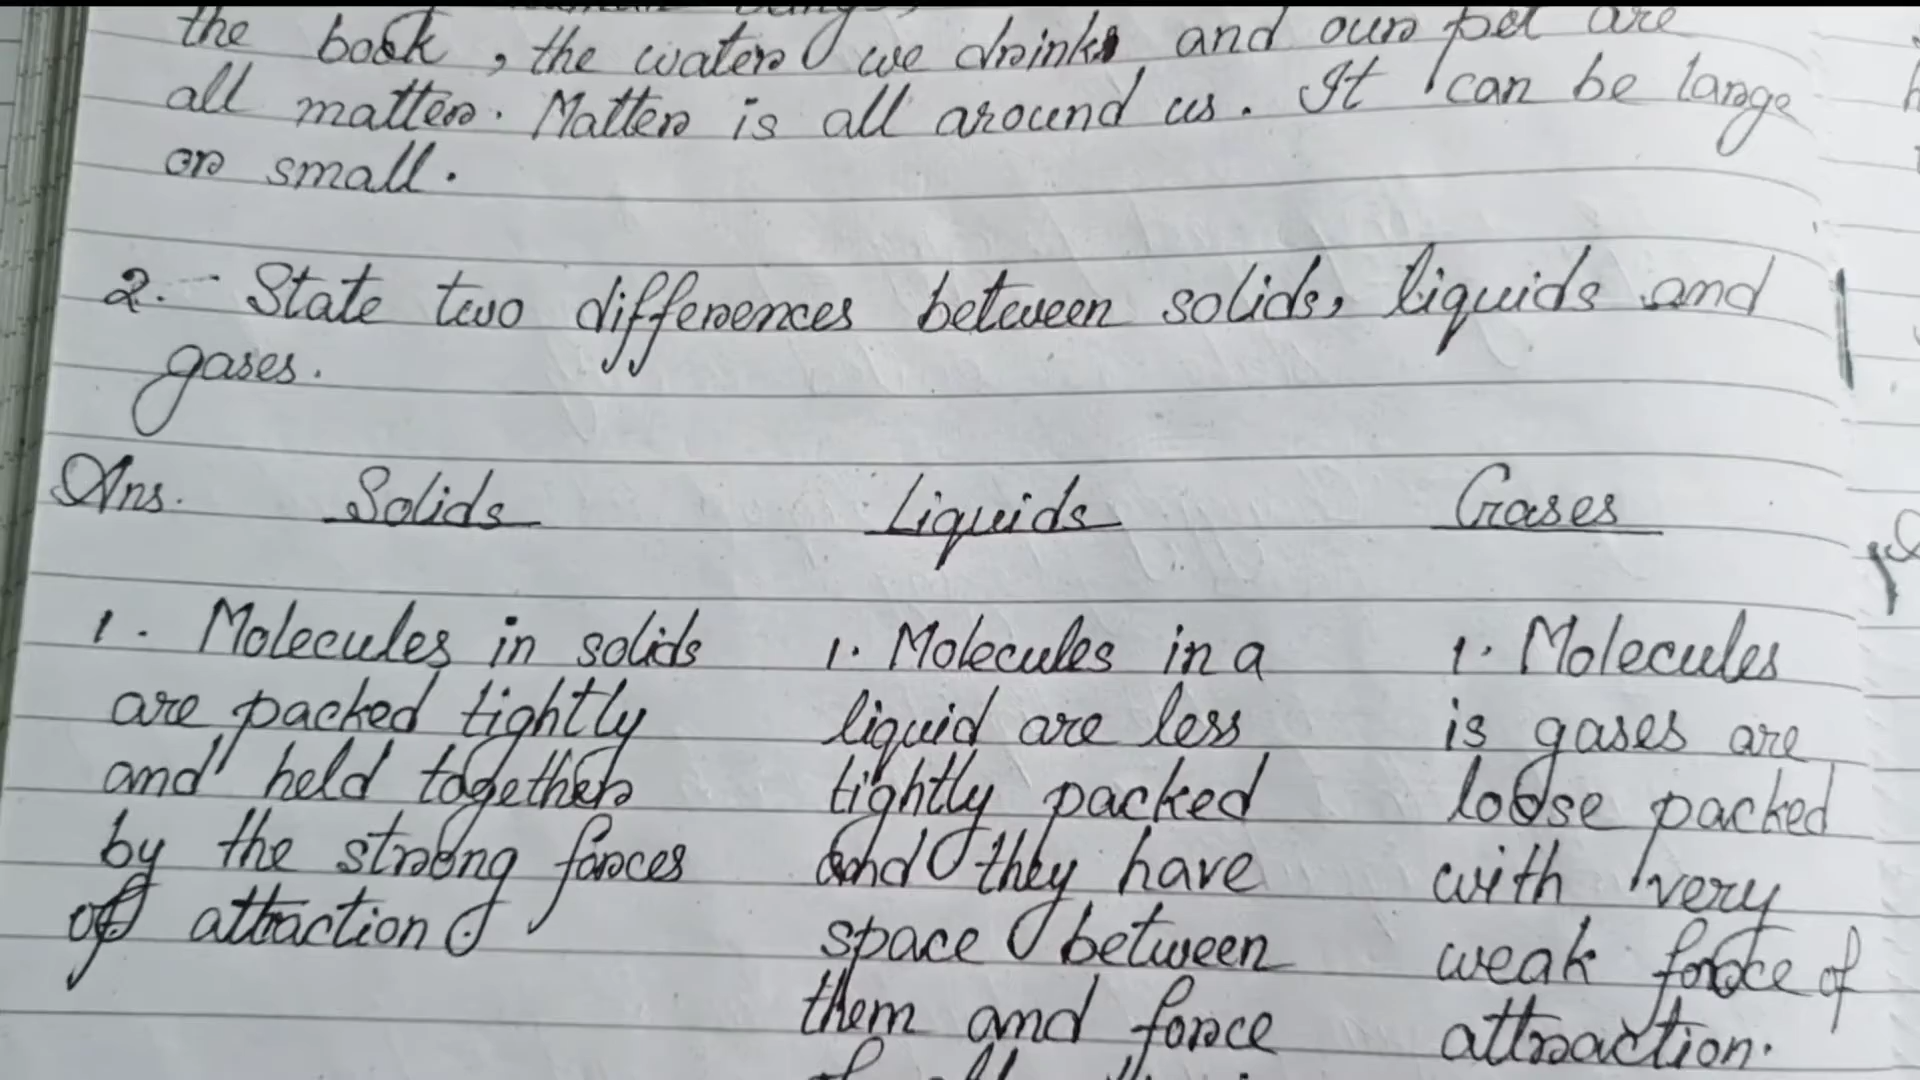 the book, the water we drink and our pet are
all matter. Matter is all around us. It can be large
or small.
2. State two differences between solids, liquids and
gases.
Ans. Solids Liquids Gases
1. Molecules in solids
are packed tightly
and held together
by the strong forces
of attraction
1. Molecules in a
liquid are less
tightly packed
and they have
space between
them and force
1. Molecules
is gases are
loose packed
with very
weak force of
attraction.